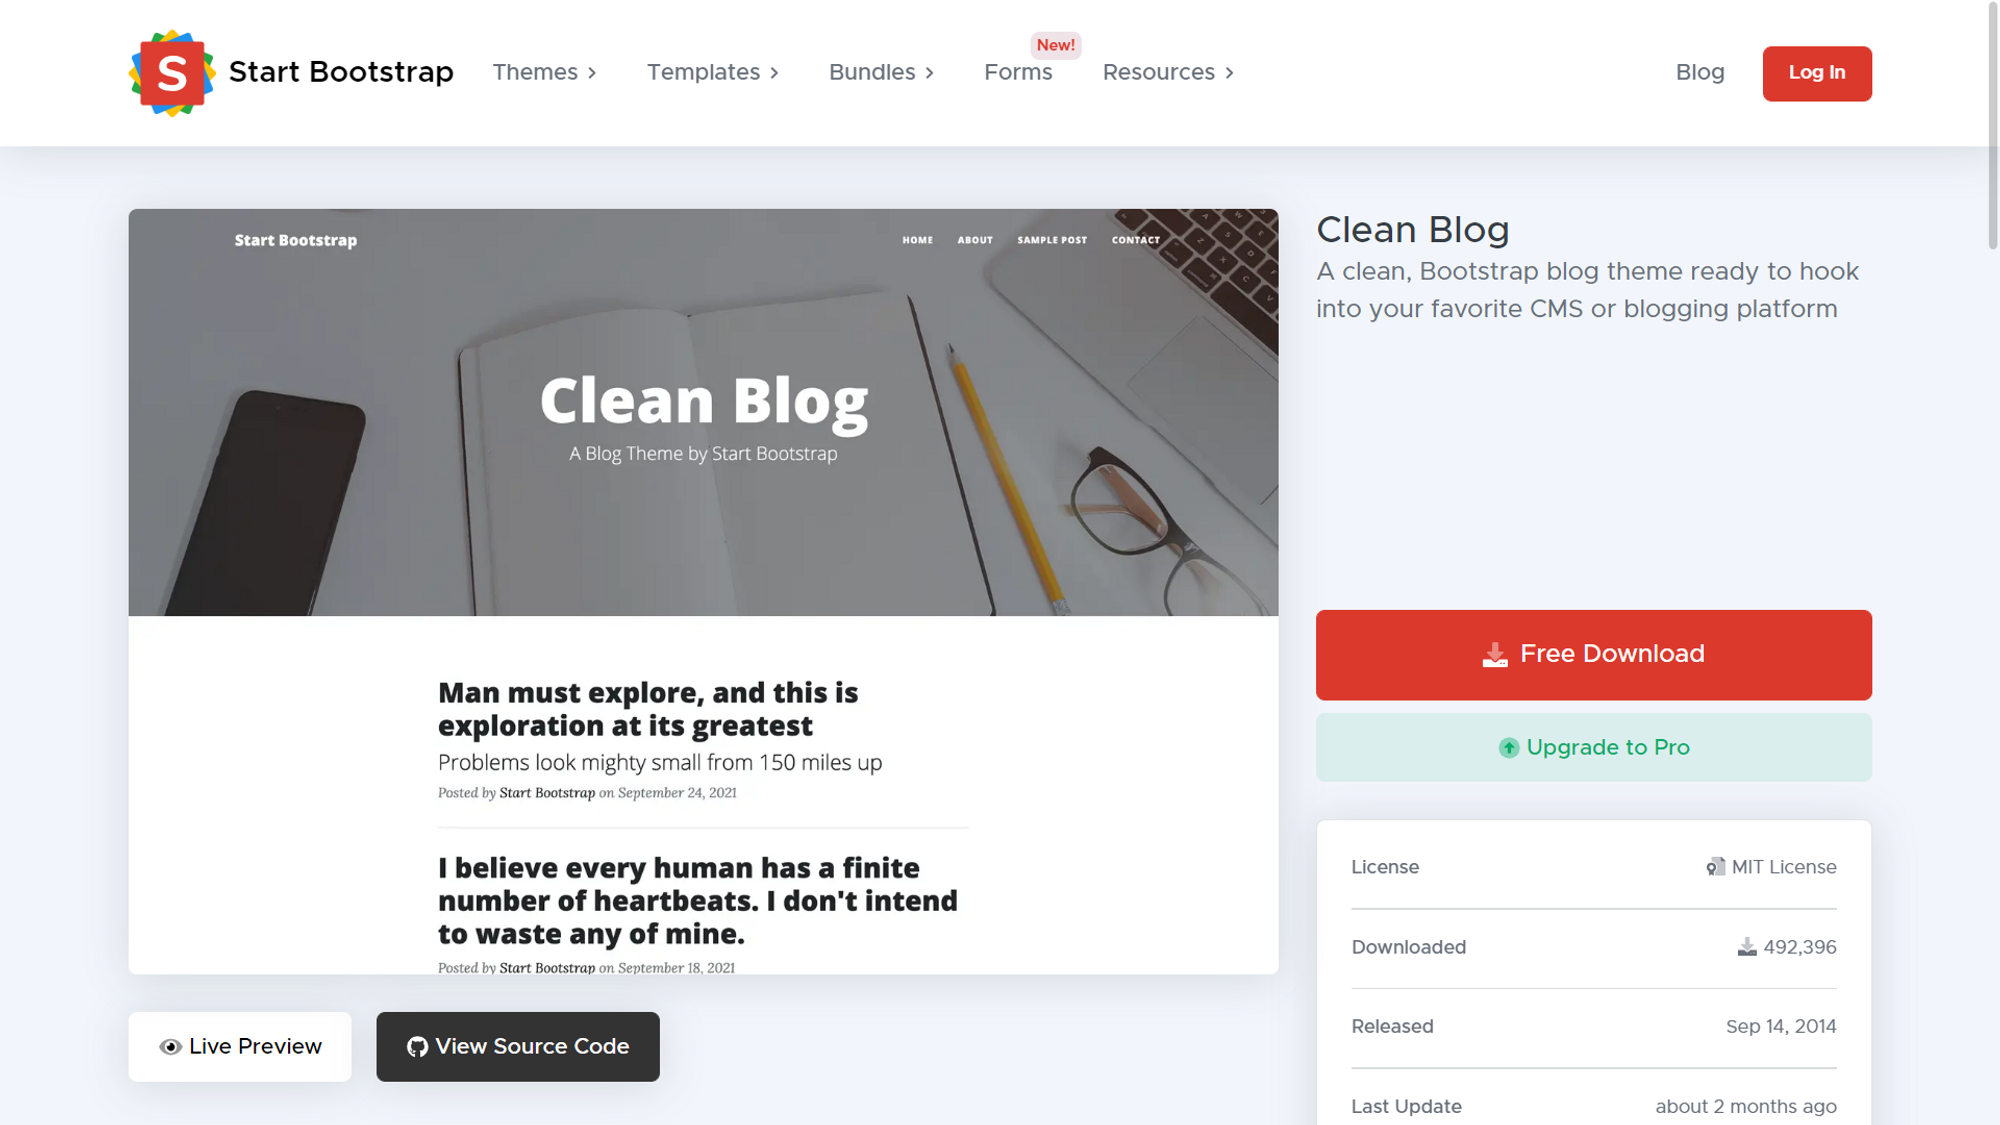 S
Start Bootstrap
Themes
Templates
Bundles
New!
Forms
Resources
Blog
Log In
Start Bootstrap
HOME
ABOUT
SAMPLE POST
CONTACT
Clean Blog
A Blog Theme by Start Bootstrap
Man must explore, and this is
exploration at its greatest
Problems look mighty small from 150 miles up
Posted by Start Bootstrap on September 24, 2021
I believe every human has a finite
number of heartbeats. I don't intend
to waste any of mine.
Posted by Start Bootstrap on September 18, 2021
Live Preview
View Source Code
Clean Blog
A clean, Bootstrap blog theme ready to hook
into your favorite CMS or blogging platform
Free Download
Upgrade to Pro
License
MIT License
Downloaded
492,396
Released
Sep 14, 2014
Last Update
about 2 months ago